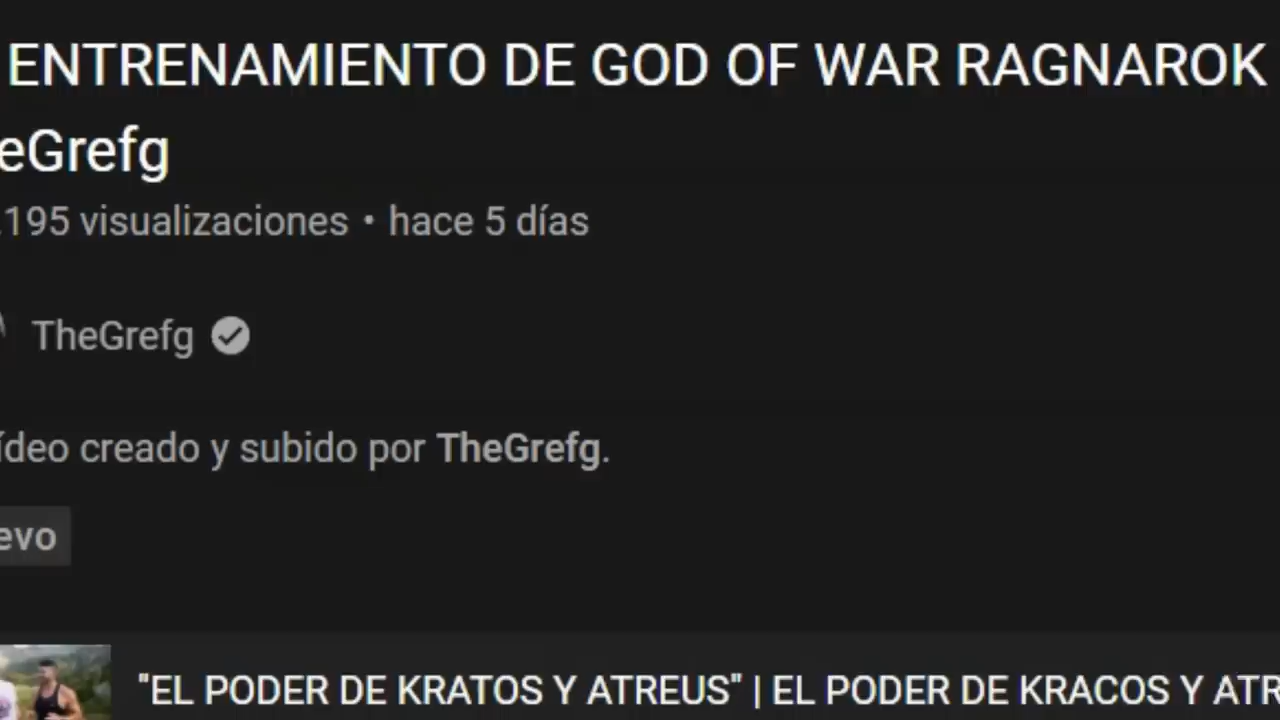 ENTRENAMIENTO DE GOD OF WAR RAGNAROK
eGrefg
.195 visualizaciones • hace 5 días
TheGrefg
ídeo creado y subido por TheGrefg.
evo
"EL PODER DE KRATOS Y ATREUS" | EL PODER DE KRACOS Y ATR